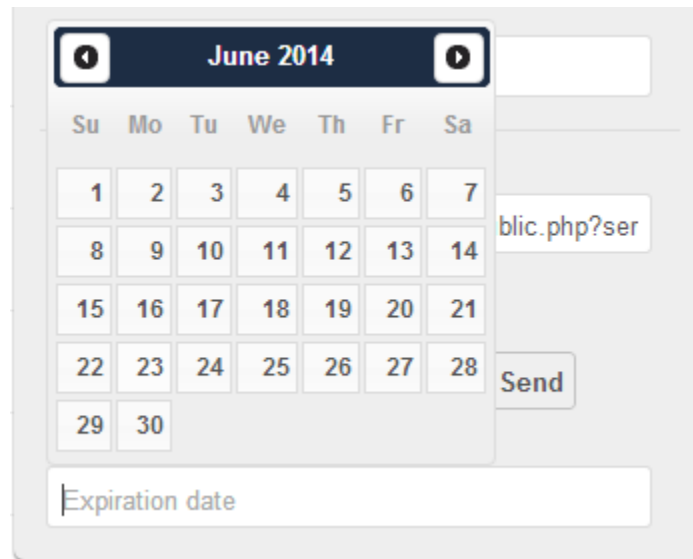 June 2014
Su Mo Tu We Th Fr Sa
1 2 3 4 5 6 7
8 9 10 11 12 13 14
blic.php?ser
15 16 17 18 19 20 21
22 23 24 25 26 27 28
Send
29 30
Expiration date